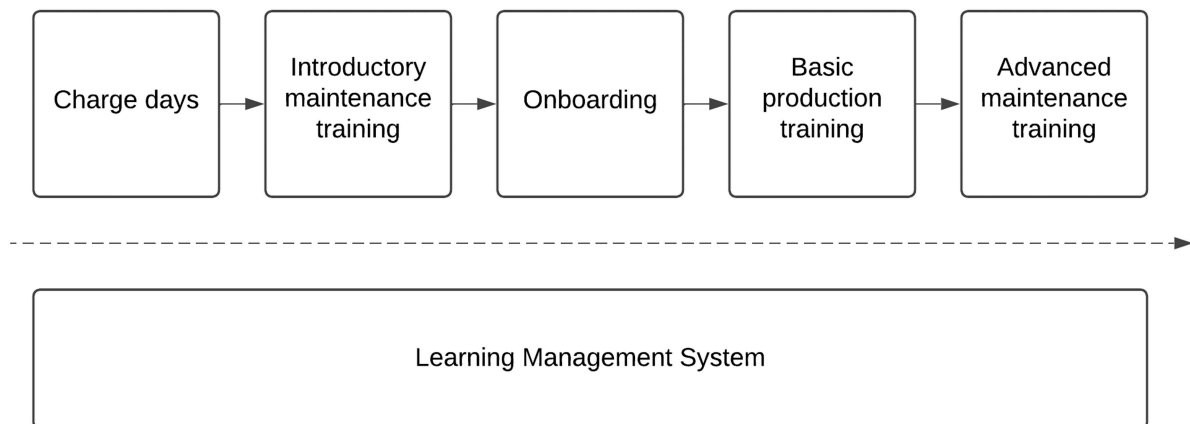 Charge days
Introductory
maintenance
training
Onboarding
Basic
production
training
Advanced
maintenance
training
Learning Management System